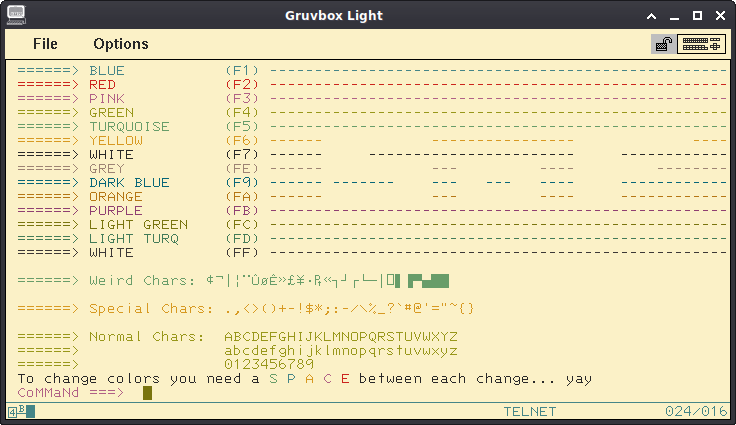 Gruvbox Light
File Options
======> BLUE (F1) ----------------------------------------------------------
======> RED (F2) ----------------------------------------------------------
======> PINK (F3) ----------------------------------------------------------
======> GREEN (F4) ----------------------------------------------------------
======> TURQUOISE (F5) ----------------------------------------------------------
======> YELLOW (F6) ------ ------------------ ----
======> WHITE (F7) ------ ------------------ ----
======> GREY (F8) ------ --- --- ----
======> DARK BLUE (F9) ----- -------- --- --- ---- --------------
======> ORANGE (FA) ----------------------------------------------------------
======> PURPLE (FB) ----------------------------------------------------------
======> LIGHT GREEN (FC) ----------------------------------------------------------
======> LIGHT TURQ (FD) ----------------------------------------------------------
======> WHITE (FF) ----------------------------------------------------------
======> Weird Chars: ¢¬|¦¨ÛøÊ»£¥·₧«┐┘┌└─│
======> Special Chars: .,<>()+-!$*;:-/\%_?`#@'="~{}
======> Normal Chars: ABCDEFGHIJKLMNOPQRSTUVWXYZ
======> abcdefghijklmnopqrstuvwxyz
======> 0123456789
To change colors you need a S P A C E between each change... yay
CoMMaNd ===>
4B TELNET 024/016